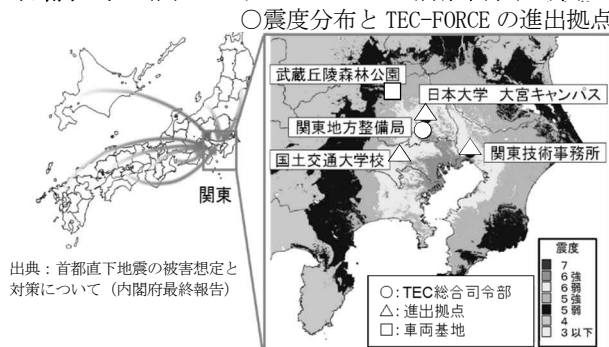 ○震度分布と TEC-FORCE の進出拠点
武蔵丘陵森林公園
日本大学 大宮キャンパス
関東地方整備局
国土交通大学校
関東技術事務所
関東
出典:首都直下地震の被害想定と
対策について(内閣府最終報告)
○:TEC総合司令部
△:進出拠点
□:車両基地
震度
7
6強
6弱
5強
5弱
4
3以下